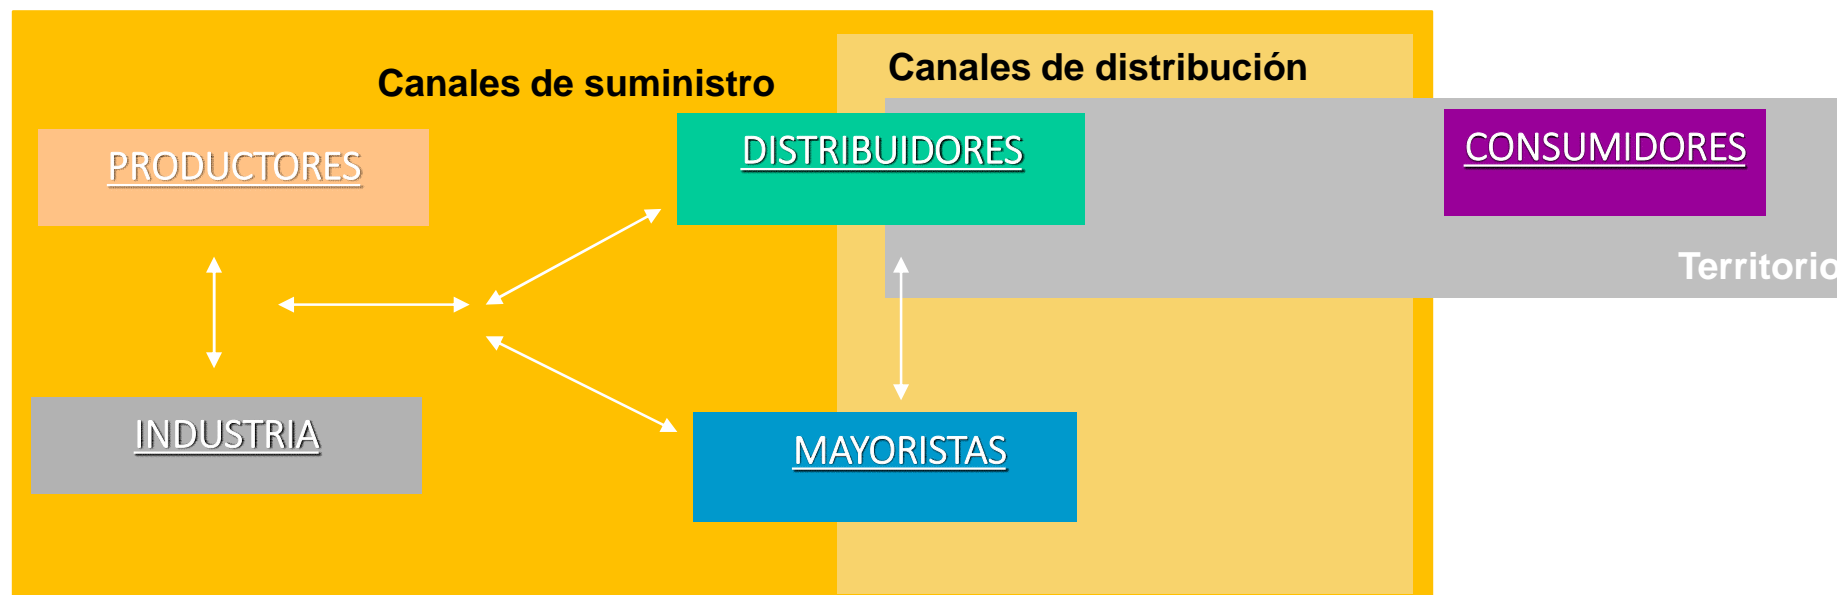 Canales de suministro
Canales de distribución
PRODUCTORES
DISTRIBUIDORES
CONSUMIDORES
Territorio
INDUSTRIA
MAYORISTAS